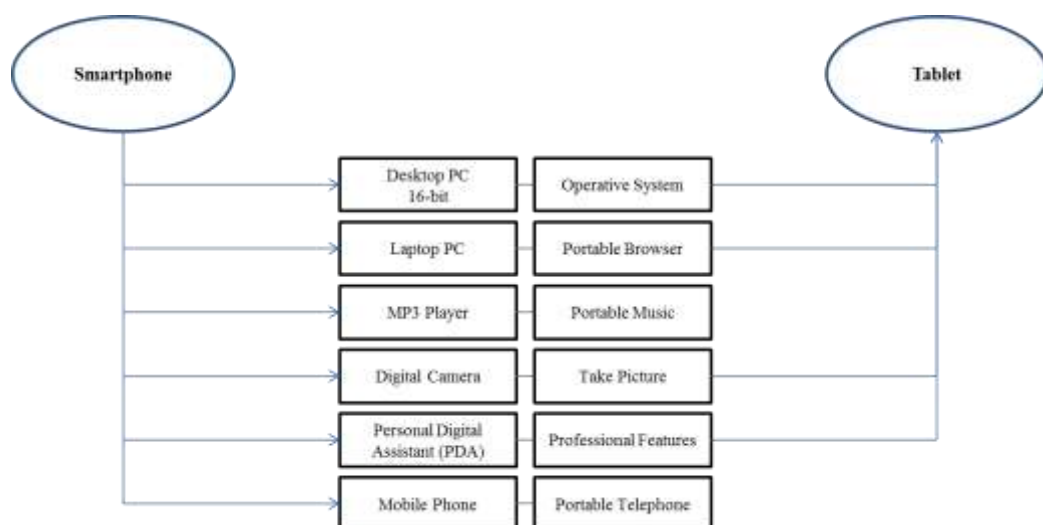 Smartphone
Tablet
Desktop PC
16-bit
Operative System
Laptop PC
Portable Browser
MP3 Player
Portable Music
Digital Camera
Take Picture
Personal Digital
Assistant (PDA)
Professional Features
Mobile Phone
Portable Telephone